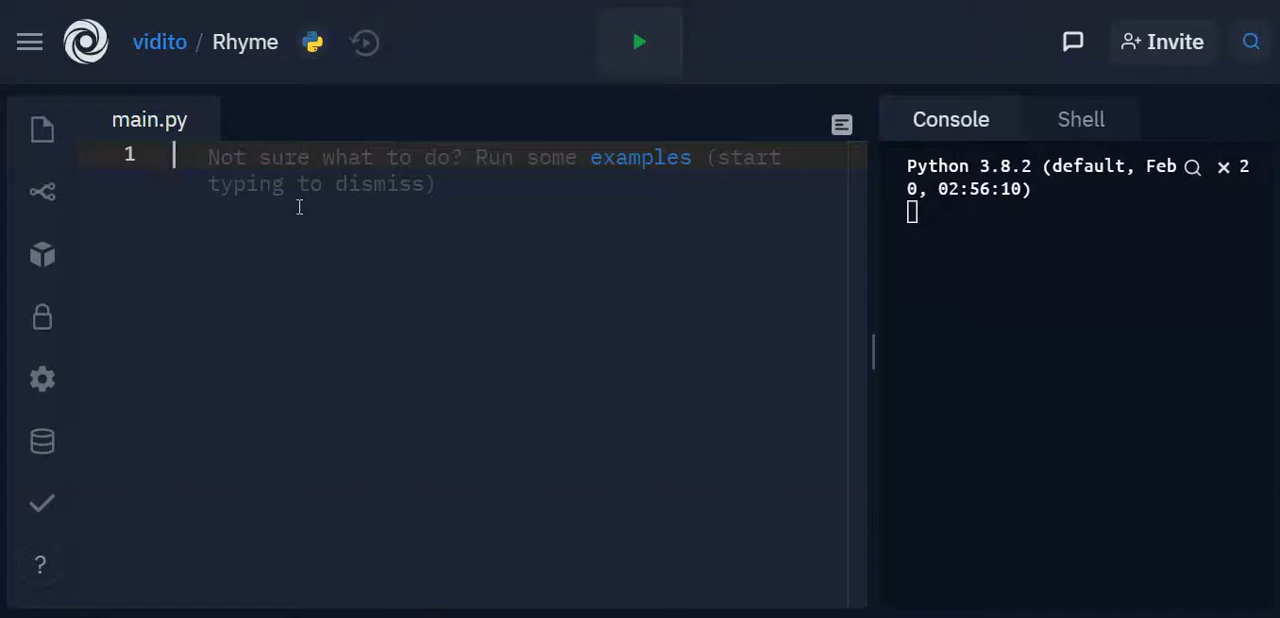 vidito / Rhyme
Invite
main.py
Console
Shell
1
Not sure what to do? Run some examples (start
typing to dismiss)
Python 3.8.2 (default, Feb 2
0, 02:56:10)
?